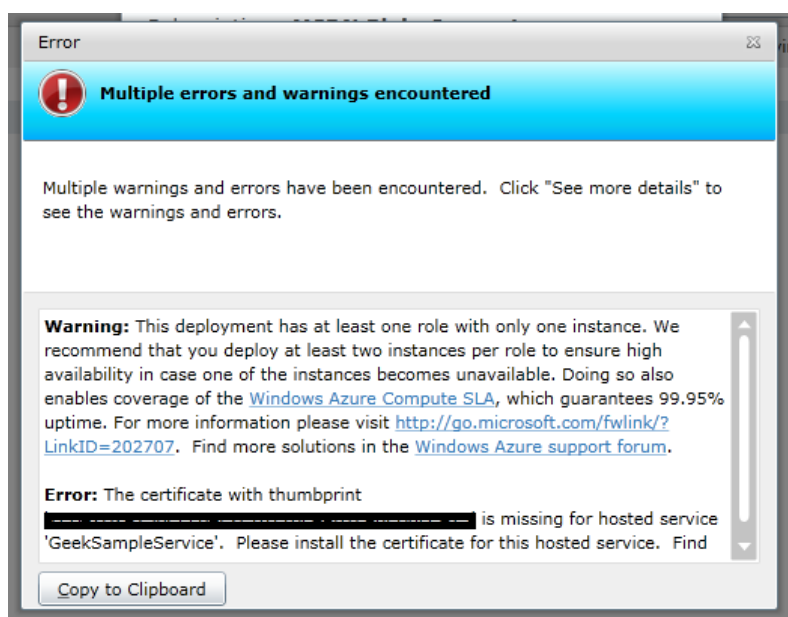 Error
Multiple errors and warnings encountered
Multiple warnings and errors have been encountered.  Click "See more details" to
see the warnings and errors.
Warning: This deployment has at least one role with only one instance. We
recommend that you deploy at least two instances per role to ensure high
availability in case one of the instances becomes unavailable. Doing so also
enables coverage of the Windows Azure Compute SLA, which guarantees 99.95%
uptime. For more information please visit http://go.microsoft.com/fwlink/?
LinkID=202707.  Find more solutions in the Windows Azure support forum.
Error: The certificate with thumbprint
is missing for hosted service
'GeekSampleService'.  Please install the certificate for this hosted service.  Find
Copy to Clipboard